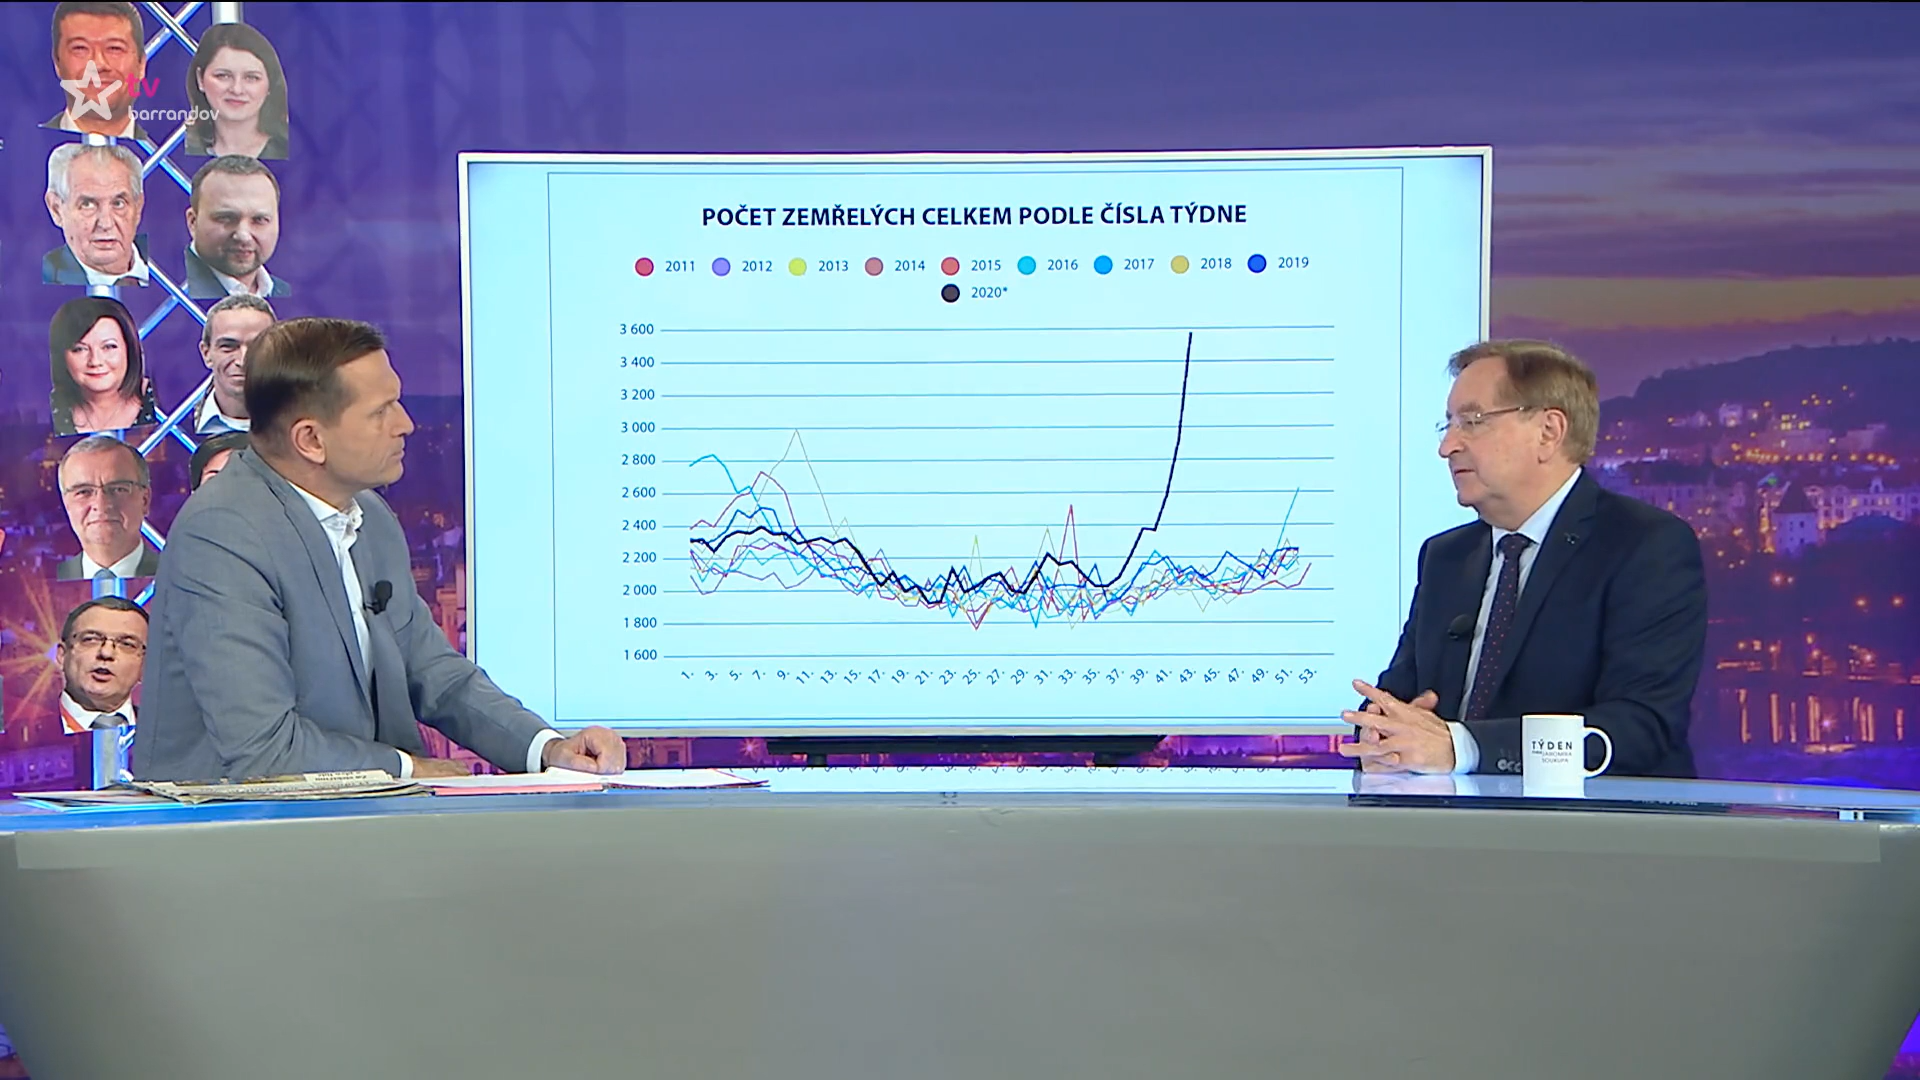 tv
barrandov
POČET ZEMŘELÝCH CELKEM PODLE ČÍSLA TÝDNE
2011 2012 2013 2014 2015 2016 2017 2018 2019
2020*
3 600
3 400
3 200
3 000
2 800
2 600
2 400
2 200
2 000
1 800
1 600
1. 3. 5. 7. 9. 11. 13. 15. 17. 19. 21. 23. 25. 27. 29. 31. 33. 35. 37. 39. 41. 43. 45. 47. 49. 51. 53.
TÝDEN
JAROMÍRA
SOUKUPA